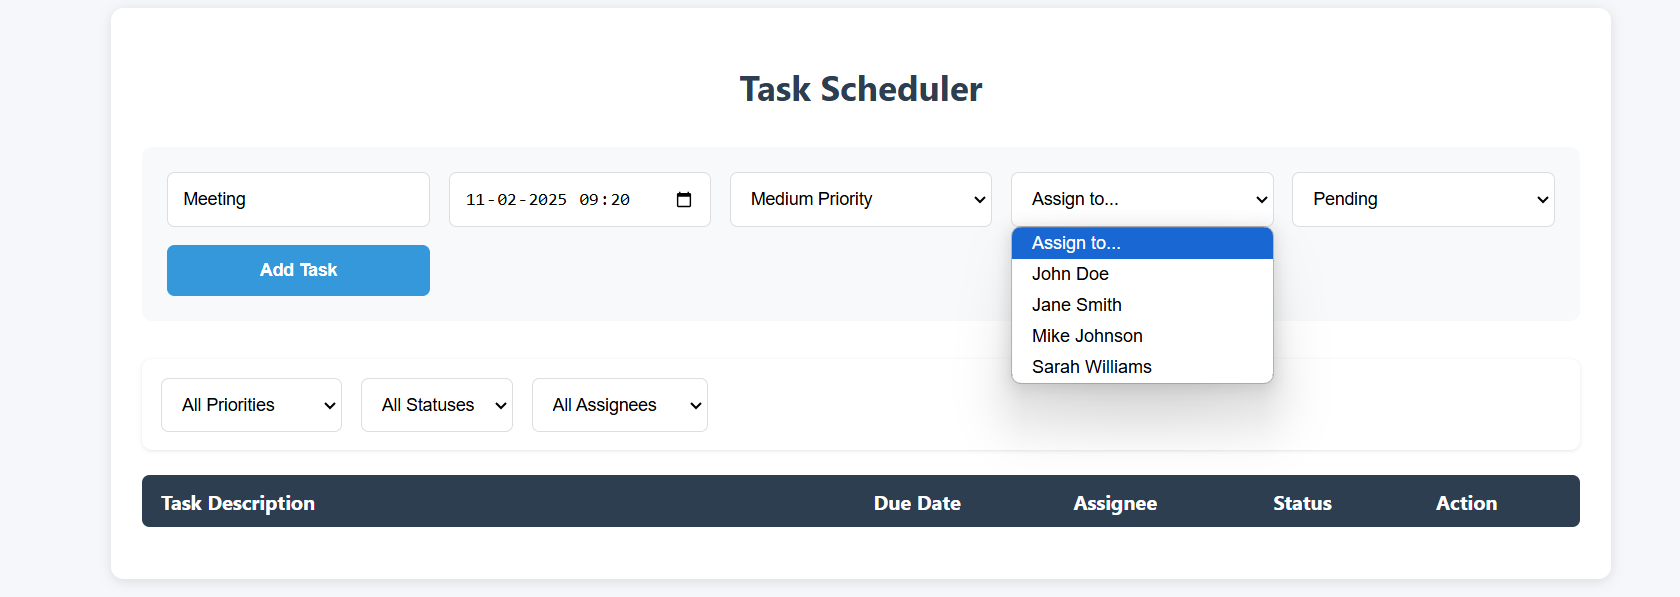 Task Scheduler
Meeting
11-02-2025 09:20
Medium Priority
Assign to...
Pending
Add Task
Assign to...
John Doe
Jane Smith
Mike Johnson
Sarah Williams
All Priorities
All Statuses
All Assignees
Task Description Due Date Assignee Status Action